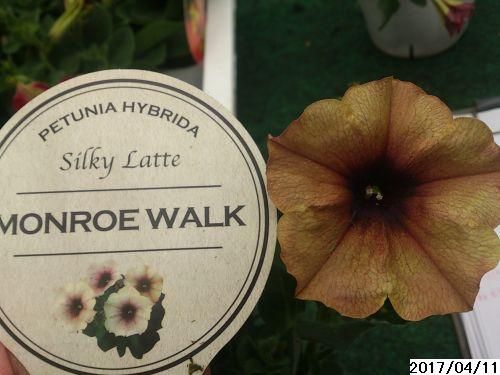 PETUNIA HYBRIDA
Silky Latte
MONROE WALK
2017/04/11